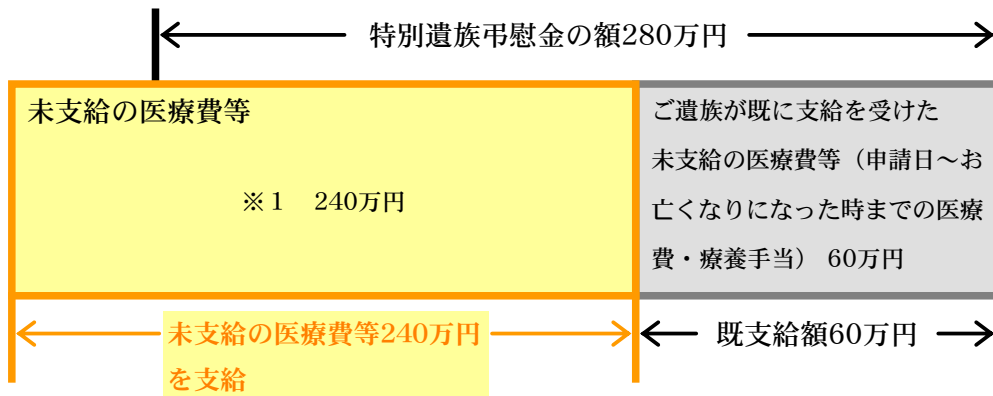 特別遺族弔慰金の額280万円
未支給の医療費等
※１　240万円
ご遺族が既に支給を受けた
未支給の医療費等（申請日～お
亡くなりになった時までの医療
費・療養手当） 60万円
未支給の医療費等240万円
を支給
既支給額60万円